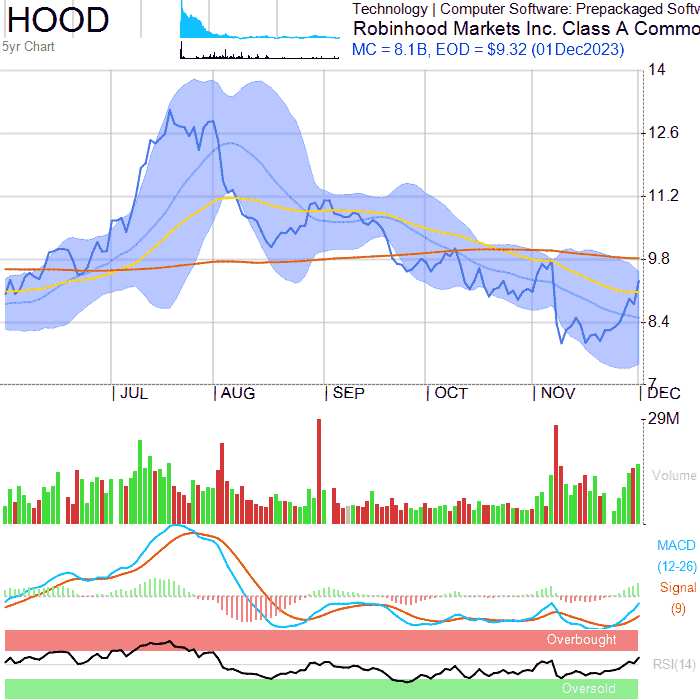 HOOD
5yr Chart
Technology | Computer Software: Prepackaged Softw
Robinhood Markets Inc. Class A Commo
MC = 8.1B, EOD = $9.32 (01Dec2023)
14
12.6
11.2
9.8
8.4
7
JUL AUG SEP OCT NOV DEC
29M
Volume
MACD
(12-26)
Signal
(9)
Overbought
RSI(14)
Oversold